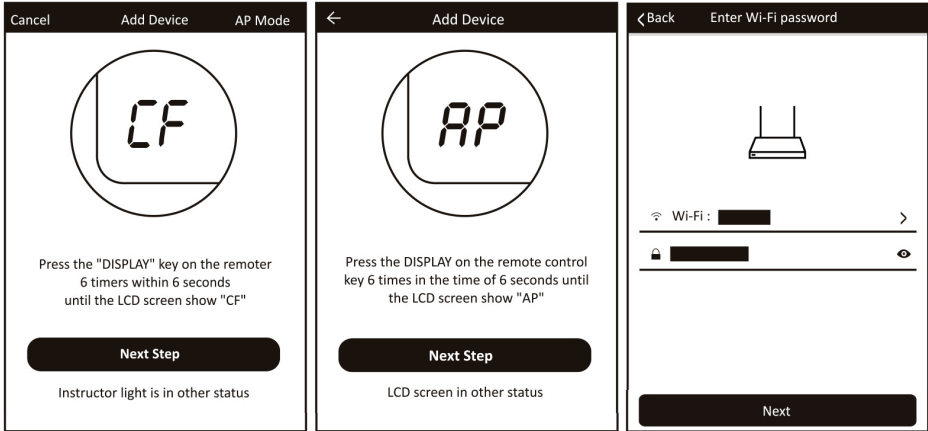 Cancel Add Device AP Mode
CF
Press the "DISPLAY" key on the remoter
6 timers within 6 seconds
until the LCD screen show "CF"
Next Step
Instructor light is in other status
Add Device
AP
Press the DISPLAY on the remote control
key 6 times in the time of 6 seconds until
the LCD screen show "AP"
Next Step
LCD screen in other status
Back Enter Wi-Fi password
Wi-Fi :
Next